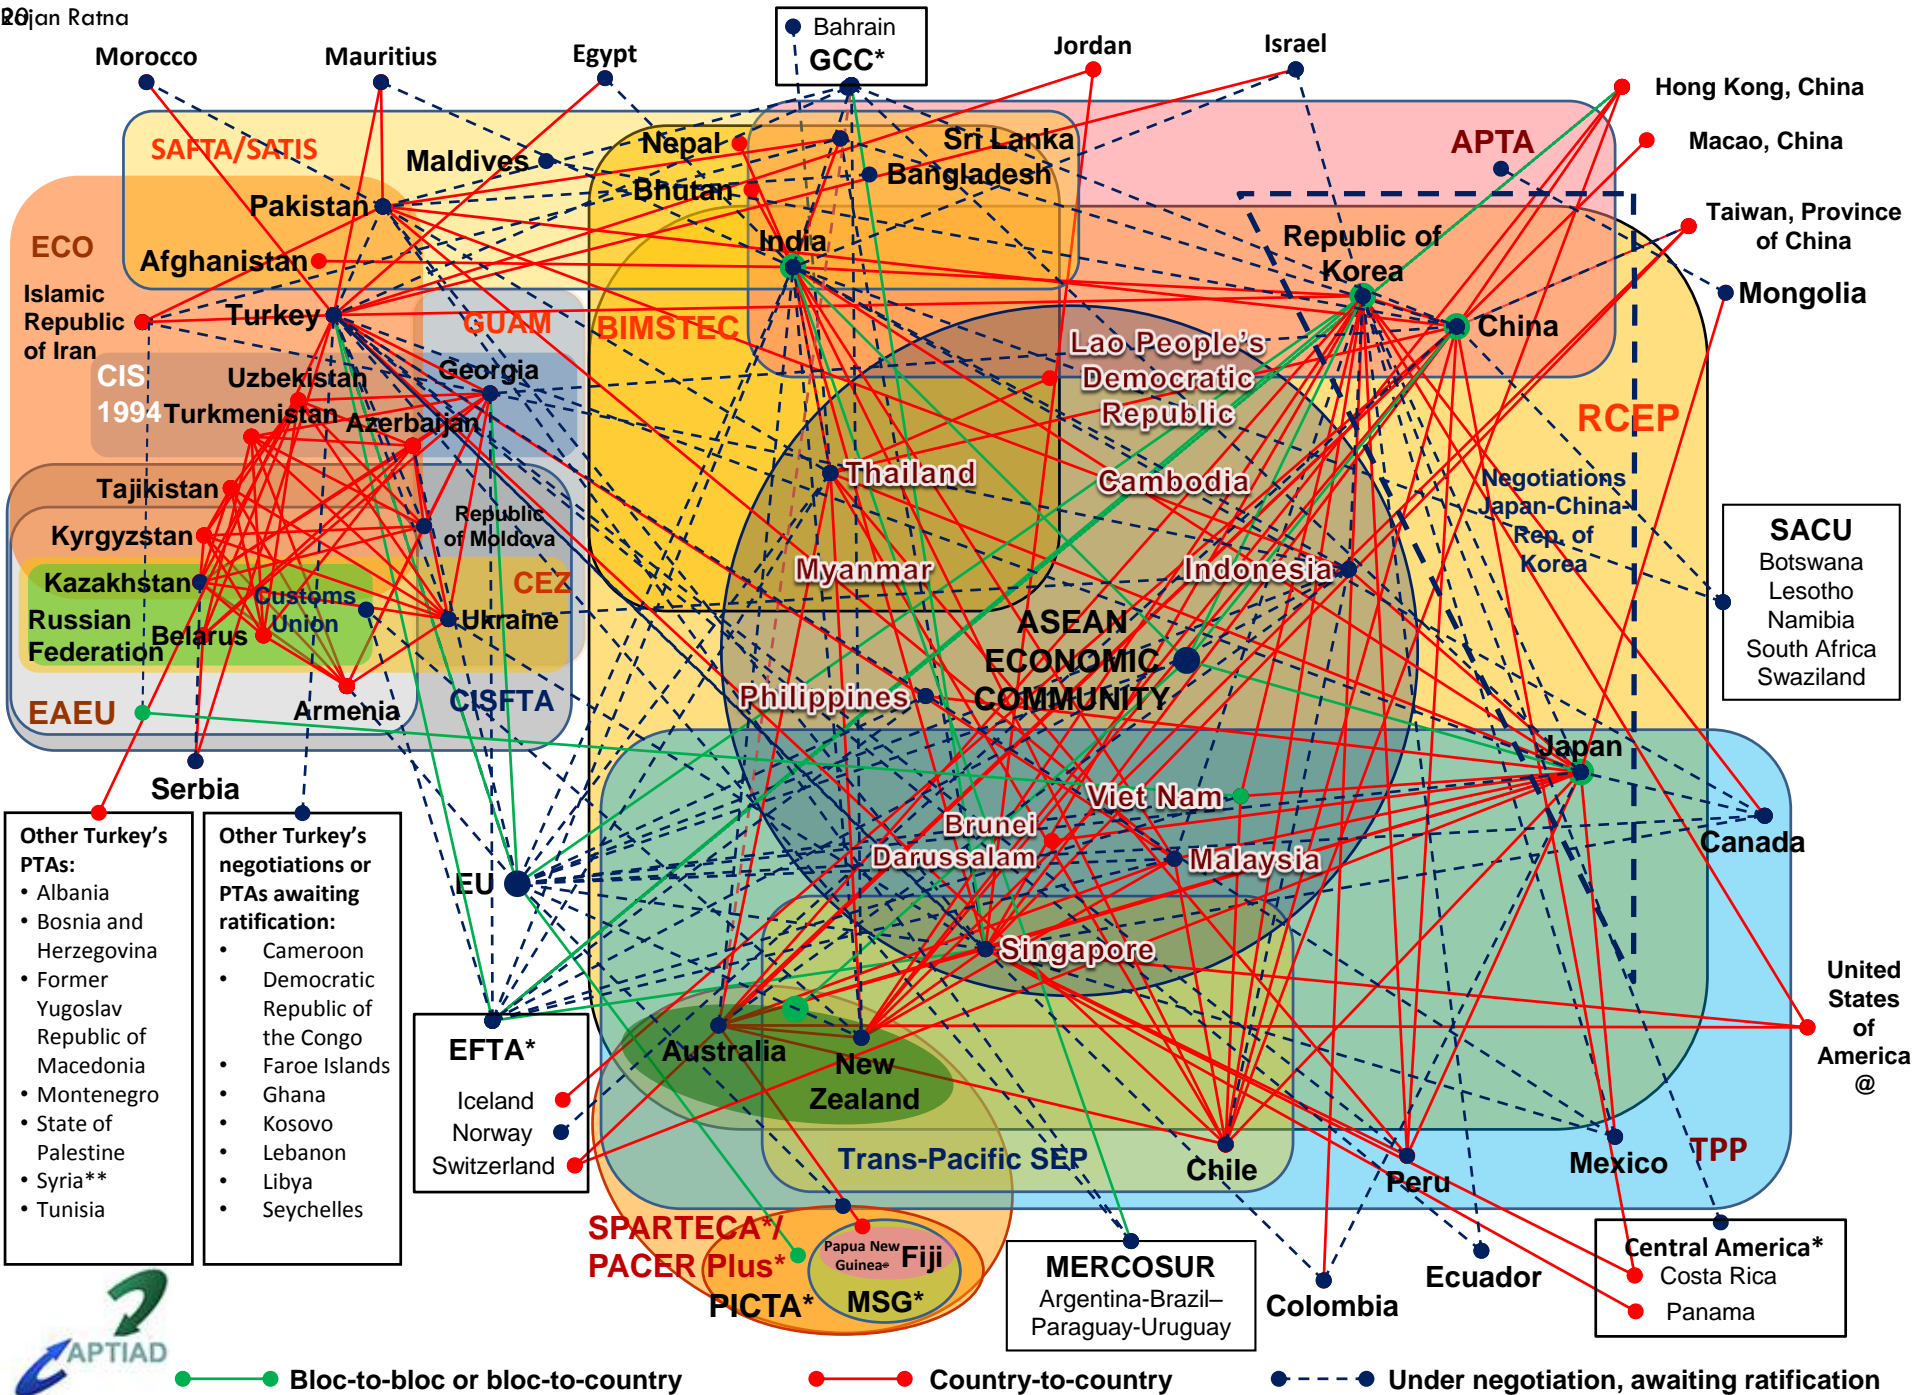 Rajan Ratna
Morocco
Mauritius
Egypt
Bahrain
GCC*
Jordan
Israel
Hong Kong, China
Macao, China
Taiwan, Province
of China
Mongolia
SAFTA/SATIS
Maldives
Nepal
Bhutan
Sri Lanka
Bangladesh
APTA
Pakistan
Afghanistan
India
Republic of
Korea
China
ECO
Islamic
Republic
of Iran
Turkey
GUAM
BIMSTEC
Lao People's
Democratic
Republic
RCEP
CIS
1994
Uzbekistan
Turkmenistan
Georgia
Azerbaijan
Tajikistan
Kyrgyzstan
Republic
of Moldova
Thailand
Cambodia
Negotiations
Japan-China-
Rep. of
Korea
SACU
Botswana
Lesotho
Namibia
South Africa
Swaziland
Kazakhstan
Russian
Federation
Belarus
Customs
Union
CEZ
Ukraine
Myanmar
Indonesia
ASEAN
ECONOMIC
COMMUNITY
EAEU
Armenia
CISFTA
Philippines
Serbia
Japan
Viet Nam
Brunei
Darussalam
Malaysia
Canada
Other Turkey's
PTAs:
• Albania
• Bosnia and
Herzegovina
• Former
Yugoslav
Republic of
Macedonia
• Montenegro
• State of
Palestine
• Syria**
• Tunisia
Other Turkey's
negotiations or
PTAs awaiting
ratification:
• Cameroon
• Democratic
Republic of
the Congo
• Faroe Islands
• Ghana
• Kosovo
• Lebanon
• Libya
• Seychelles
EU
Singapore
United
States
of
America
@
EFTA*
Iceland
Norway
Switzerland
Australia
New
Zealand
Trans-Pacific SEP
Chile
Peru
Mexico
TPP
SPARTECA*/
PACER Plus*
PICTA*
Papua New
Guinea
Fiji
MSG*
MERCOSUR
Argentina-Brazil–
Paraguay-Uruguay
Colombia
Ecuador
Central America*
Costa Rica
Panama
APTIAD
Bloc-to-bloc or bloc-to-country
Country-to-country
Under negotiation, awaiting ratification